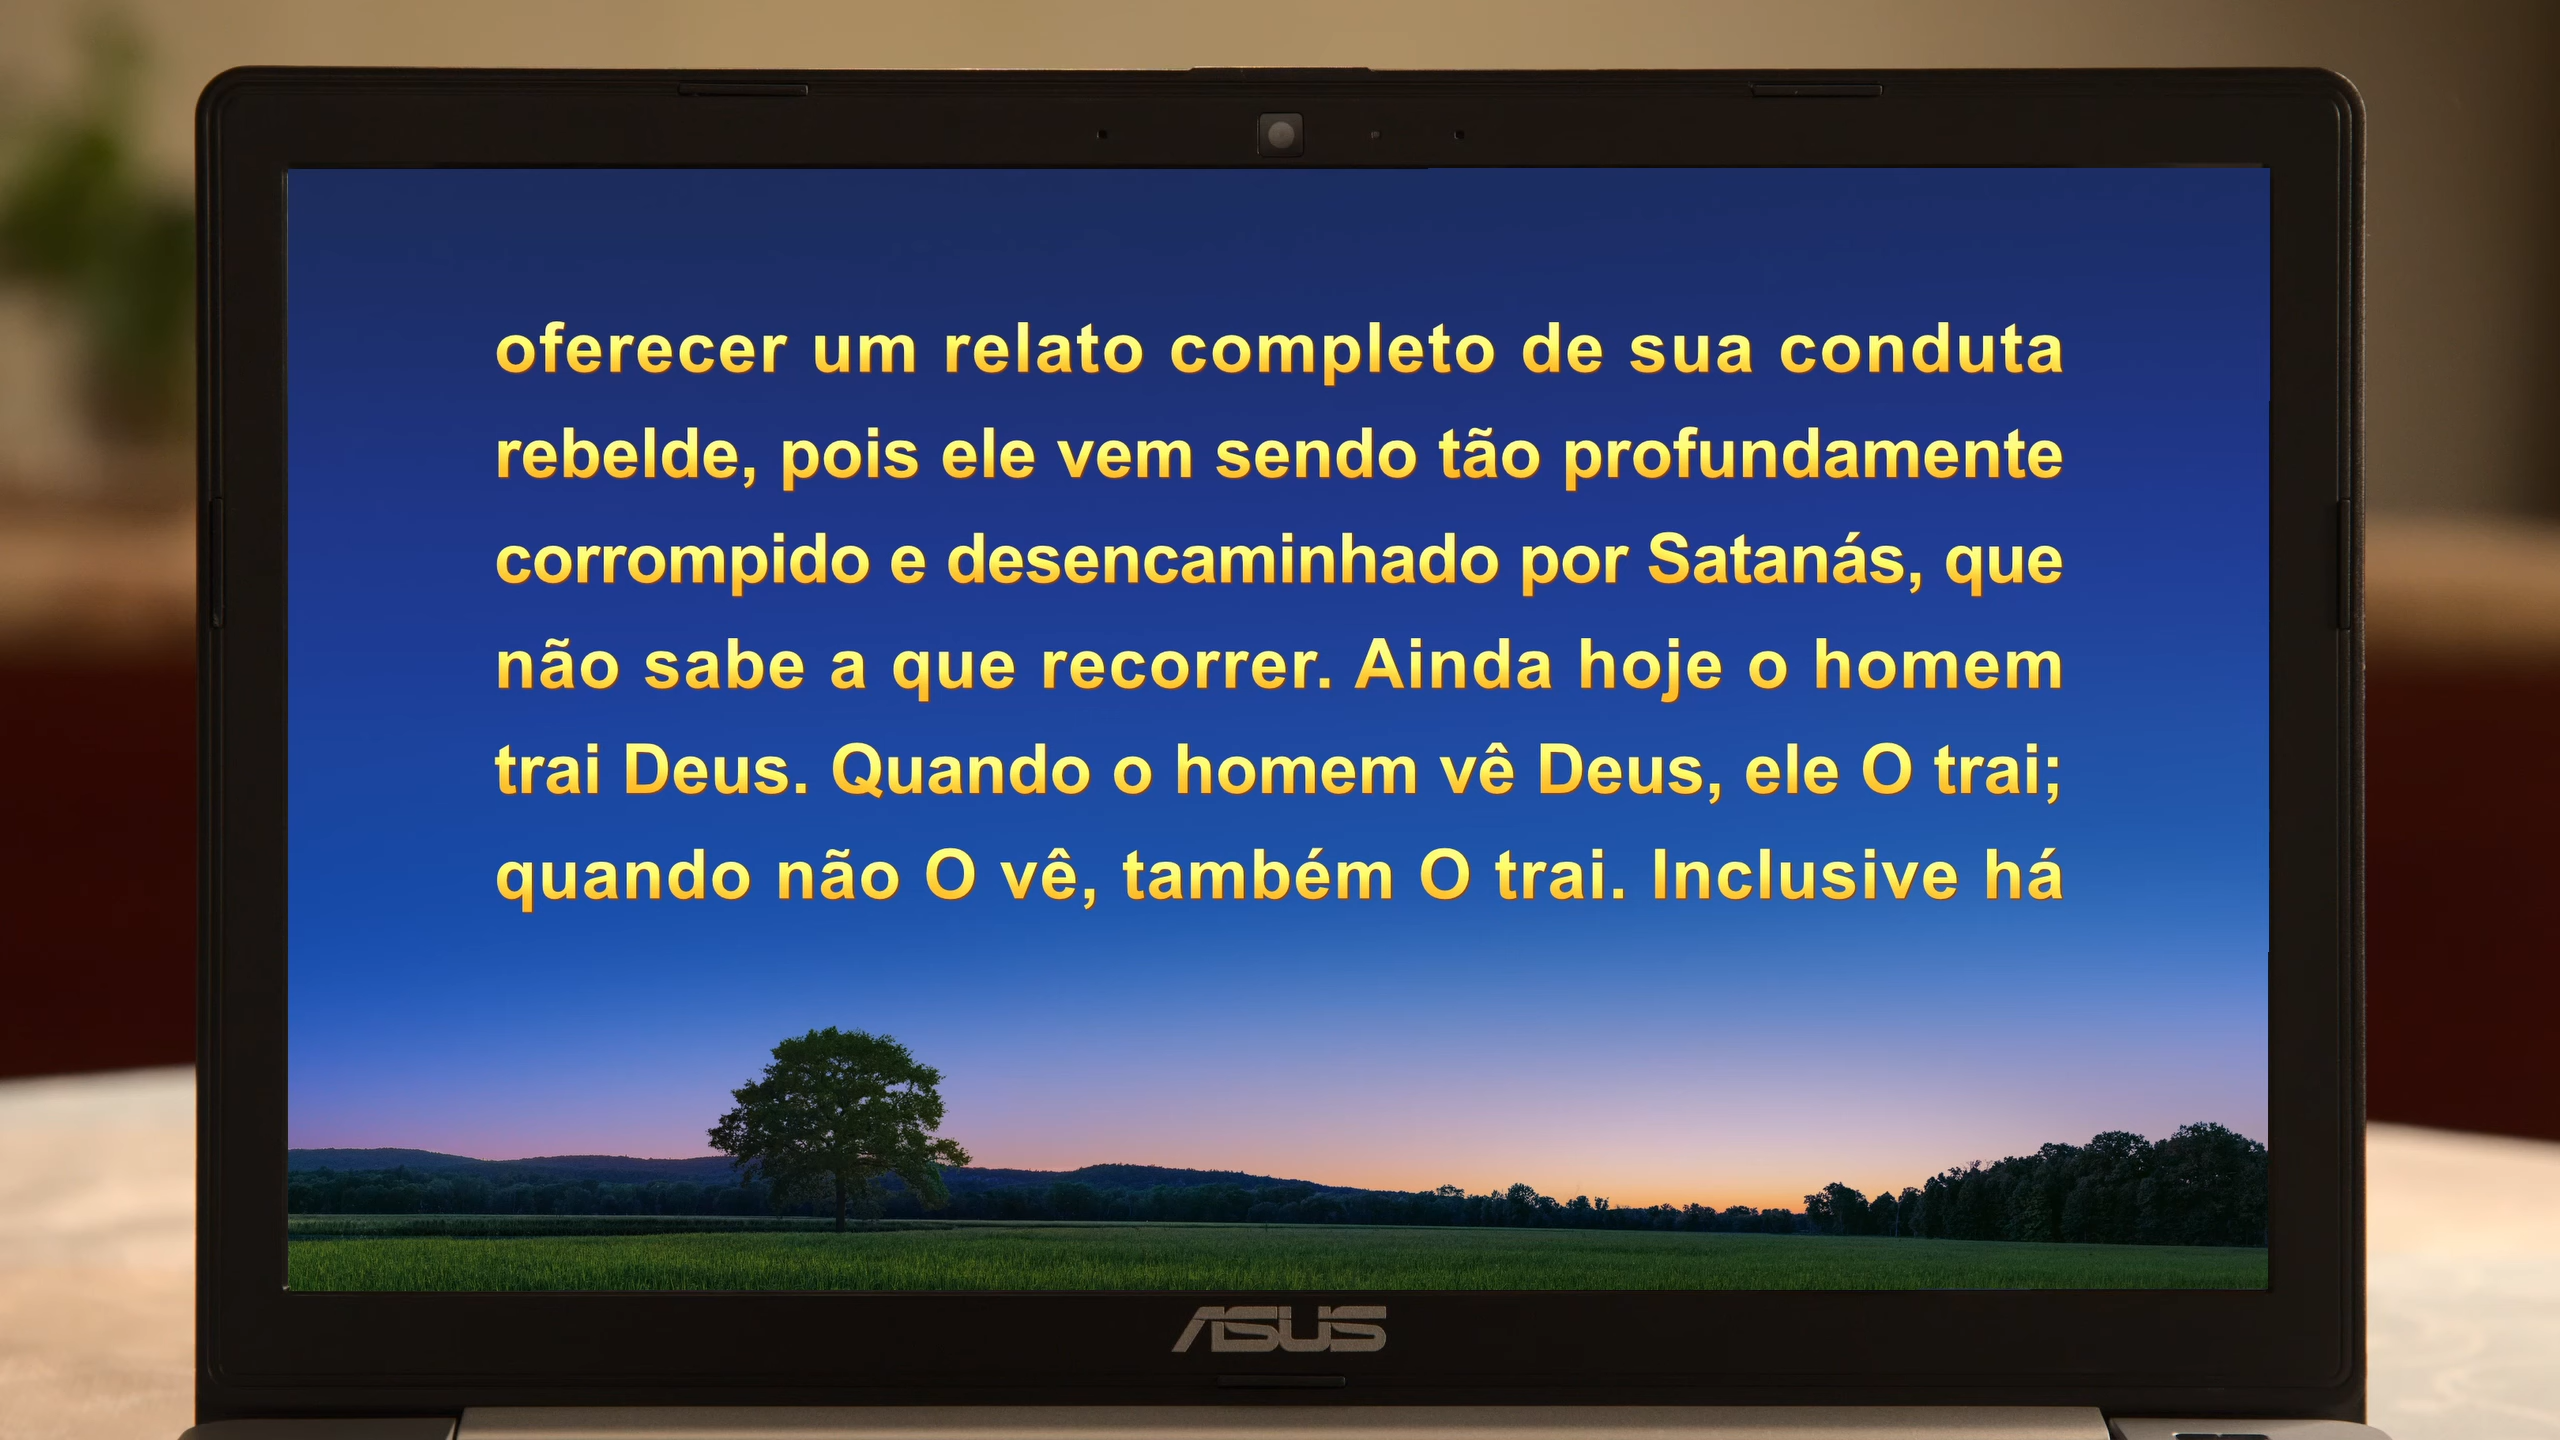 oferecer um relato completo de sua conduta
rebelde, pois ele vem sendo tão profundamente
corrompido e desencaminhado por Satanás, que
não sabe a que recorrer. Ainda hoje o homem
trai Deus. Quando o homem vê Deus, ele O trai;
quando não O vê, também O trai. Inclusive há
ASUS